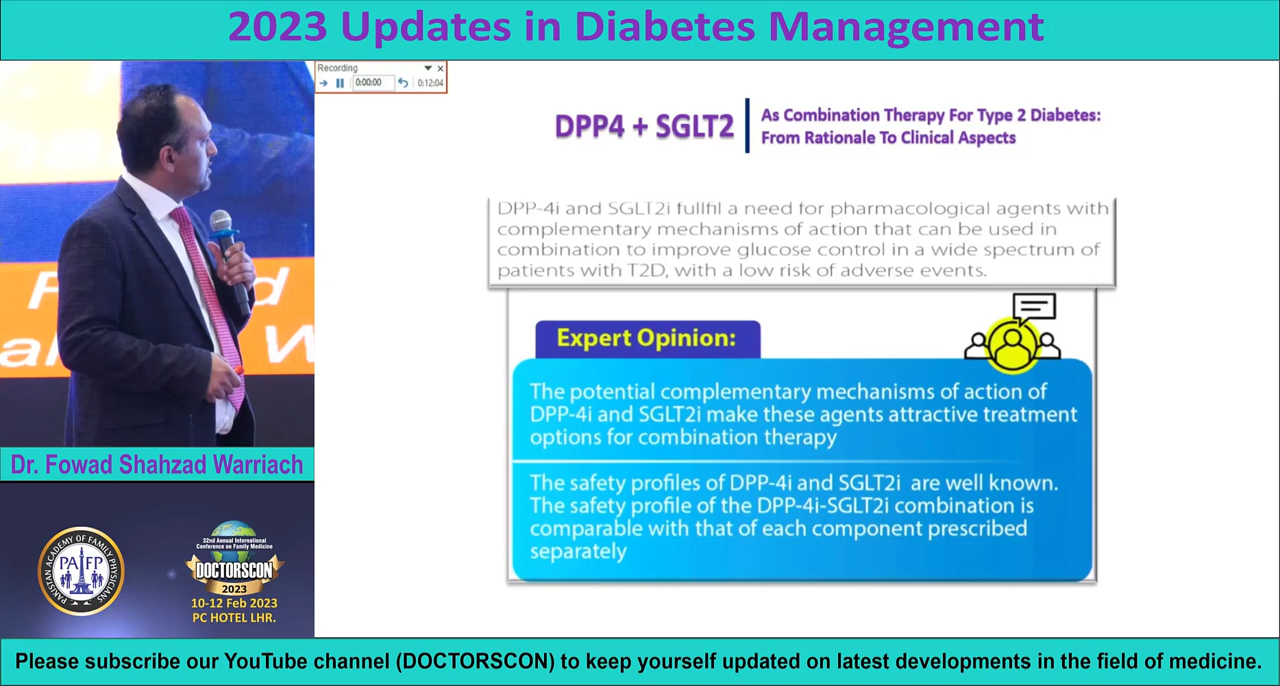 2023 Updates in Diabetes Management
Recording
0:00:00
0:12:04
DPP4 + SGLT2
As Combination Therapy For Type 2 Diabetes:
From Rationale To Clinical Aspects
DPP-4i and SGLT2i fullfil a need for pharmacological agents with
complementary mechanisms of action that can be used in
combination to improve glucose control in a wide spectrum of
patients with T2D, with a low risk of adverse events.
Expert Opinion:
The potential complementary mechanisms of action of
DPP-4i and SGLT2i make these agents attractive treatment
options for combination therapy
The safety profiles of DPP-4i and SGLT2i are well known.
The safety profile of the DPP-4i-SGLT2i combination is
comparable with that of each component prescribed
separately
Dr. Fowad Shahzad Warriach
PAKISTAN ACADEMY OF FAMILY PHYSICIANS
PAFP
32nd Annual International
Conference on Family Medicine
DOCTORSCON
2023
10-12 Feb 2023
PC HOTEL LHR.
Please subscribe our YouTube channel (DOCTORSCON) to keep yourself updated on latest developments in the field of medicine.